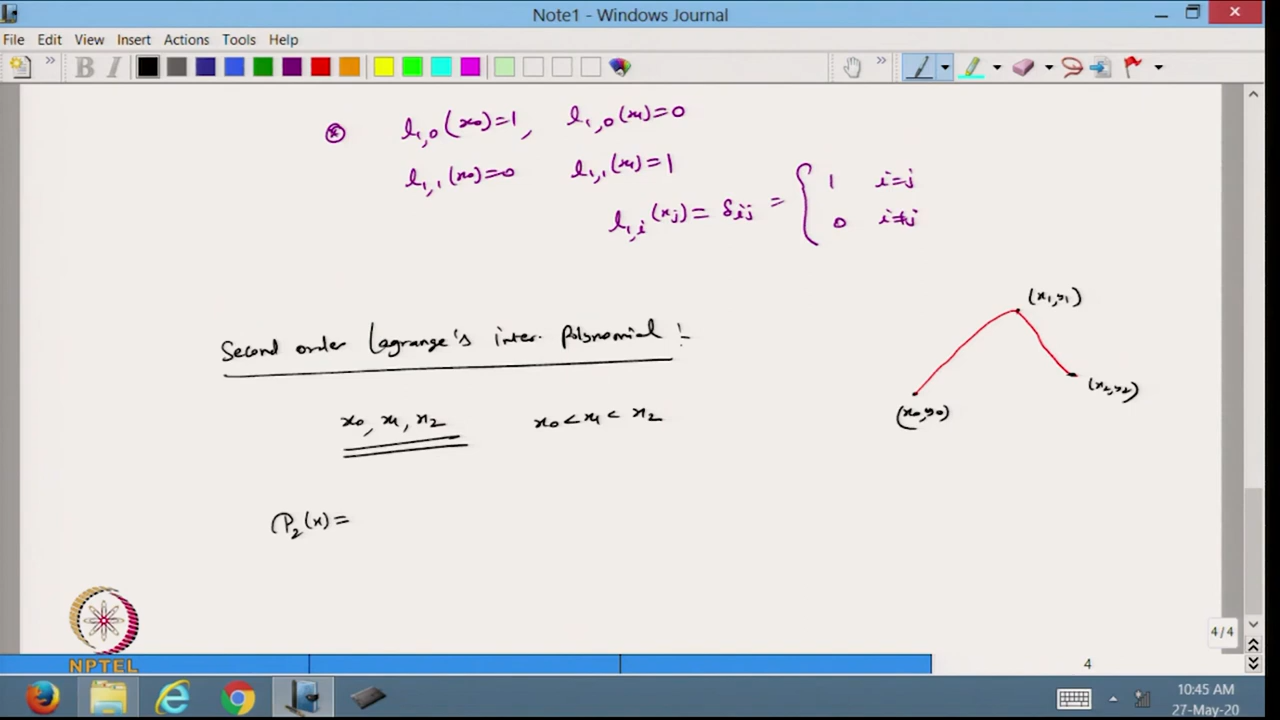 Note1 - Windows Journal
File Edit View Insert Actions Tools Help
B I
⊛ l₁,₀(x₀)=1, l₁,₀(x₁)=0
l₁,₁(x₀)=0 l₁,₁(x₁)=1
l₁,ᵢ(xⱼ) = δᵢⱼ = { 1 i=j
0 i≠j
(x₁,y₁)
Second order Lagrange's inter. Polynomial :-
(x₂,y₂)
(x₀,y₀)
x₀, x₁, x₂ x₀ < x₁ < x₂
P₂(x) =
NPTEL
4/4
4
10:45 AM
27-May-20